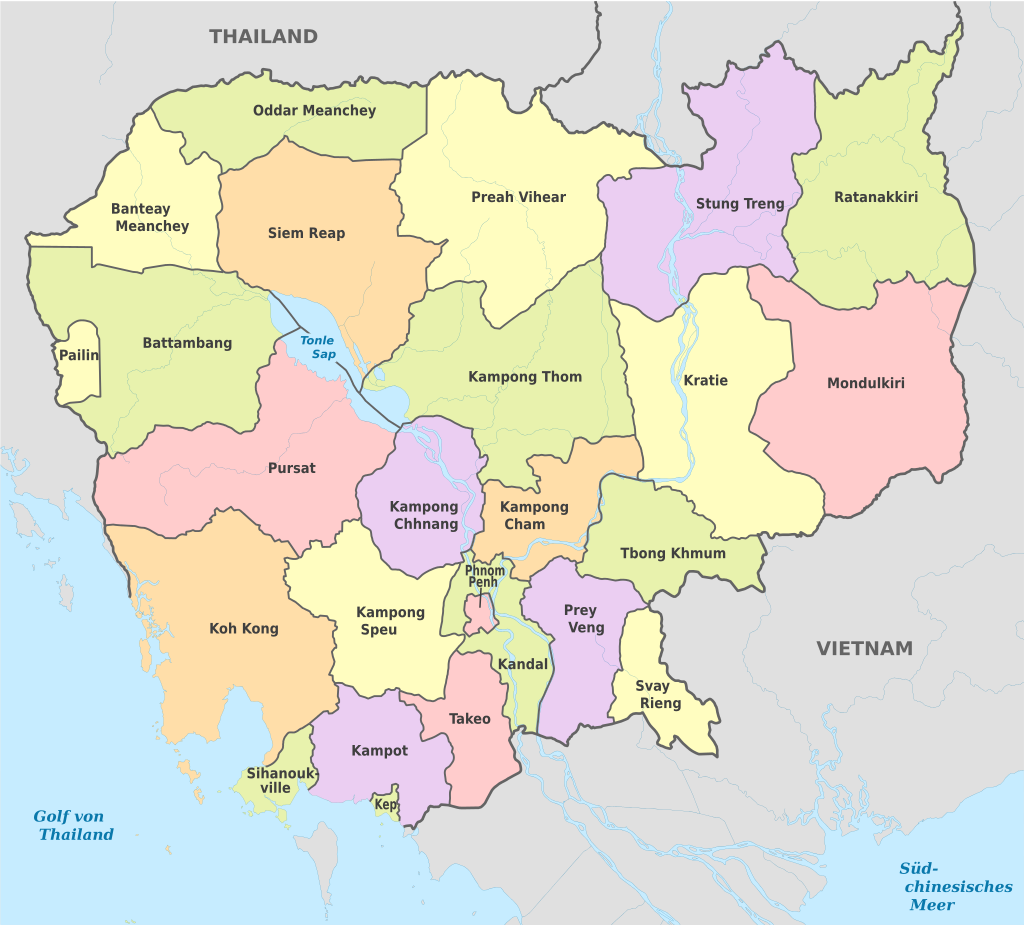 THAILAND
Oddar Meanchey
Banteay
Meanchey
Siem Reap
Preah Vihear
Stung Treng
Ratanakkiri
Battambang
Pailin
Tonle
Sap
Kampong Thom
Kratie
Mondulkiri
Pursat
Kampong
Chhnang
Kampong
Cham
Tbong Khmum
Phnom
Penh
Koh Kong
Kampong
Speu
Prey
Veng
Kandal
VIETNAM
Svay
Rieng
Takeo
Kampot
Sihanouk-
ville
Kep
Golf von
Thailand
Süd-
chinesisches
Meer